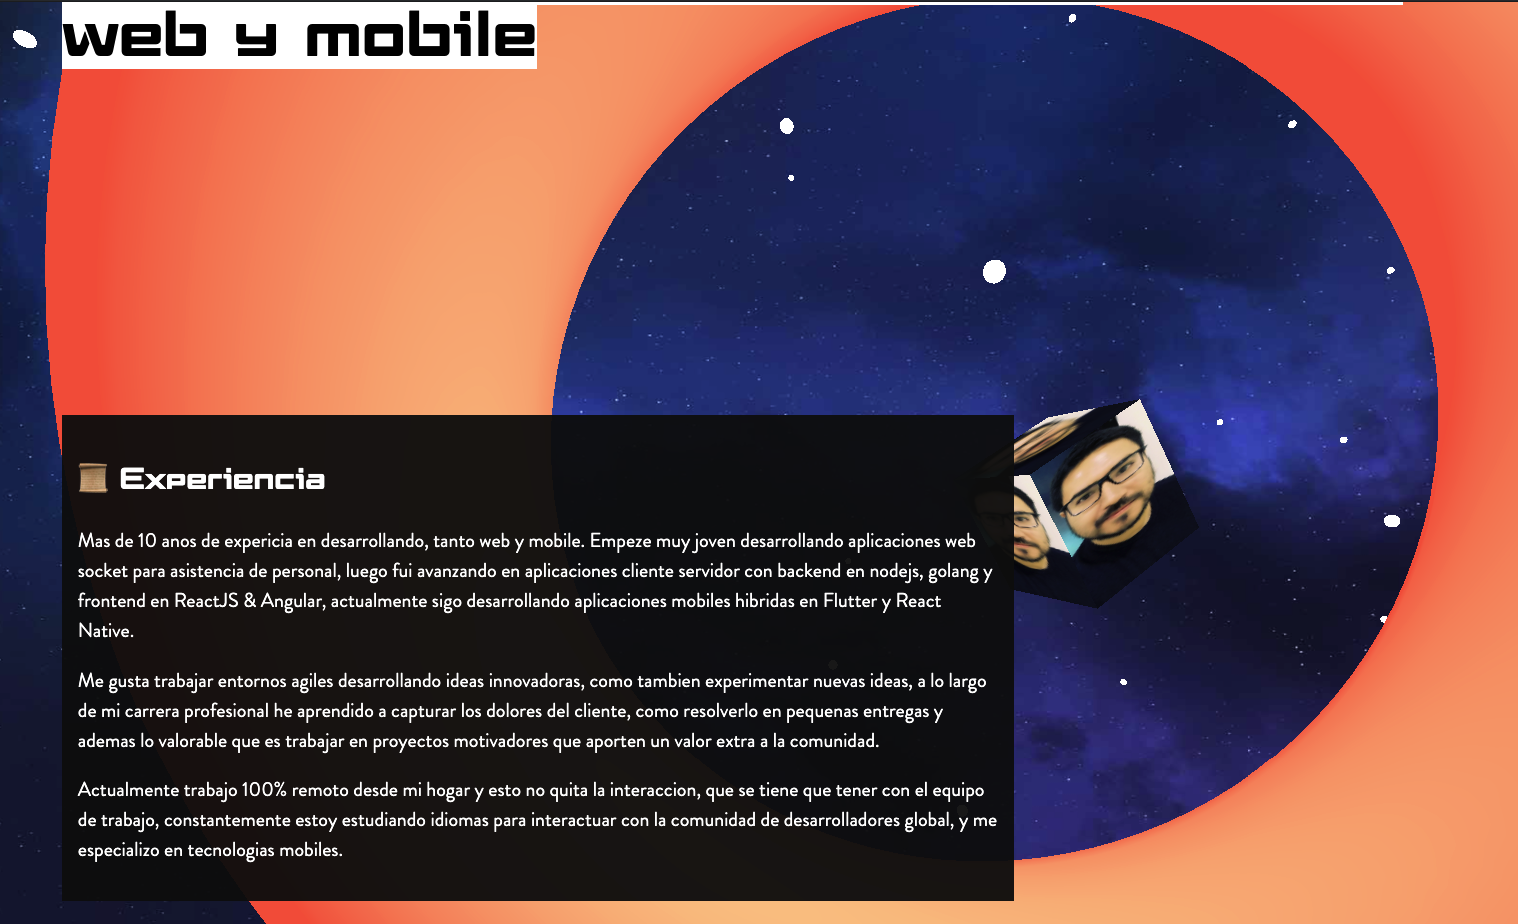 web y mobile
Experiencia
Mas de 10 anos de expericia en desarrollando, tanto web y mobile. Empeze muy joven desarrollando aplicaciones web
socket para asistencia de personal, luego fui avanzando en aplicaciones cliente servidor con backend en nodejs, golang y
frontend en ReactJS & Angular, actualmente sigo desarrollando aplicaciones mobiles hibridas en Flutter y React
Native.
Me gusta trabajar entornos agiles desarrollando ideas innovadoras, como tambien experimentar nuevas ideas, a lo largo
de mi carrera profesional he aprendido a capturar los dolores del cliente, como resolverlo en pequenas entregas y
ademas lo valorable que es trabajar en proyectos motivadores que aporten un valor extra a la comunidad.
Actualmente trabajo 100% remoto desde mi hogar y esto no quita la interaccion, que se tiene que tener con el equipo
de trabajo, constantemente estoy estudiando idiomas para interactuar con la comunidad de desarrolladores global, y me
especializo en tecnologias mobiles.